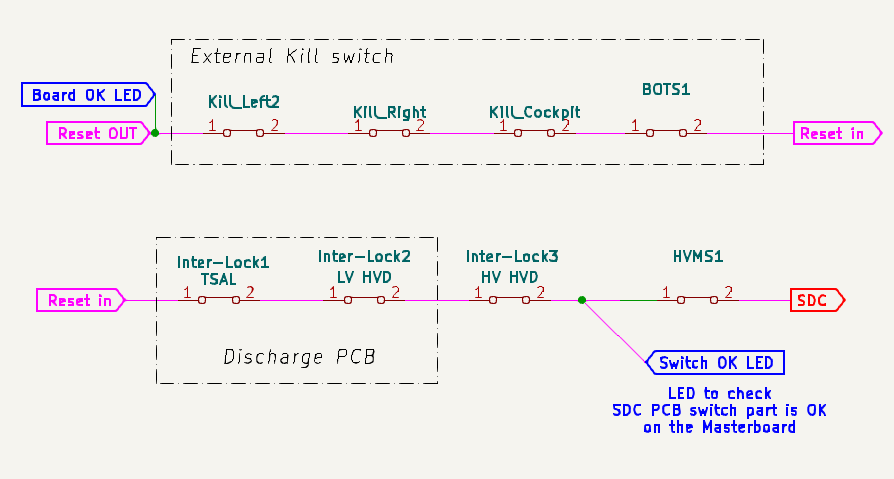 External Kill switch
Board OK LED
Kill_Left2
Kill_Right
Kill_Cockpit
BOTS1
Reset OUT
1 2
1 2
1 2
1 2
Reset in
Inter-Lock1
TSAL
Inter-Lock2
LV HVD
Inter-Lock3
HV HVD
HVMS1
Reset in
1 2
1 2
1 2
1 2
SDC
Discharge PCB
Switch OK LED
LED to check
SDC PCB switch part is OK
on the Masterboard